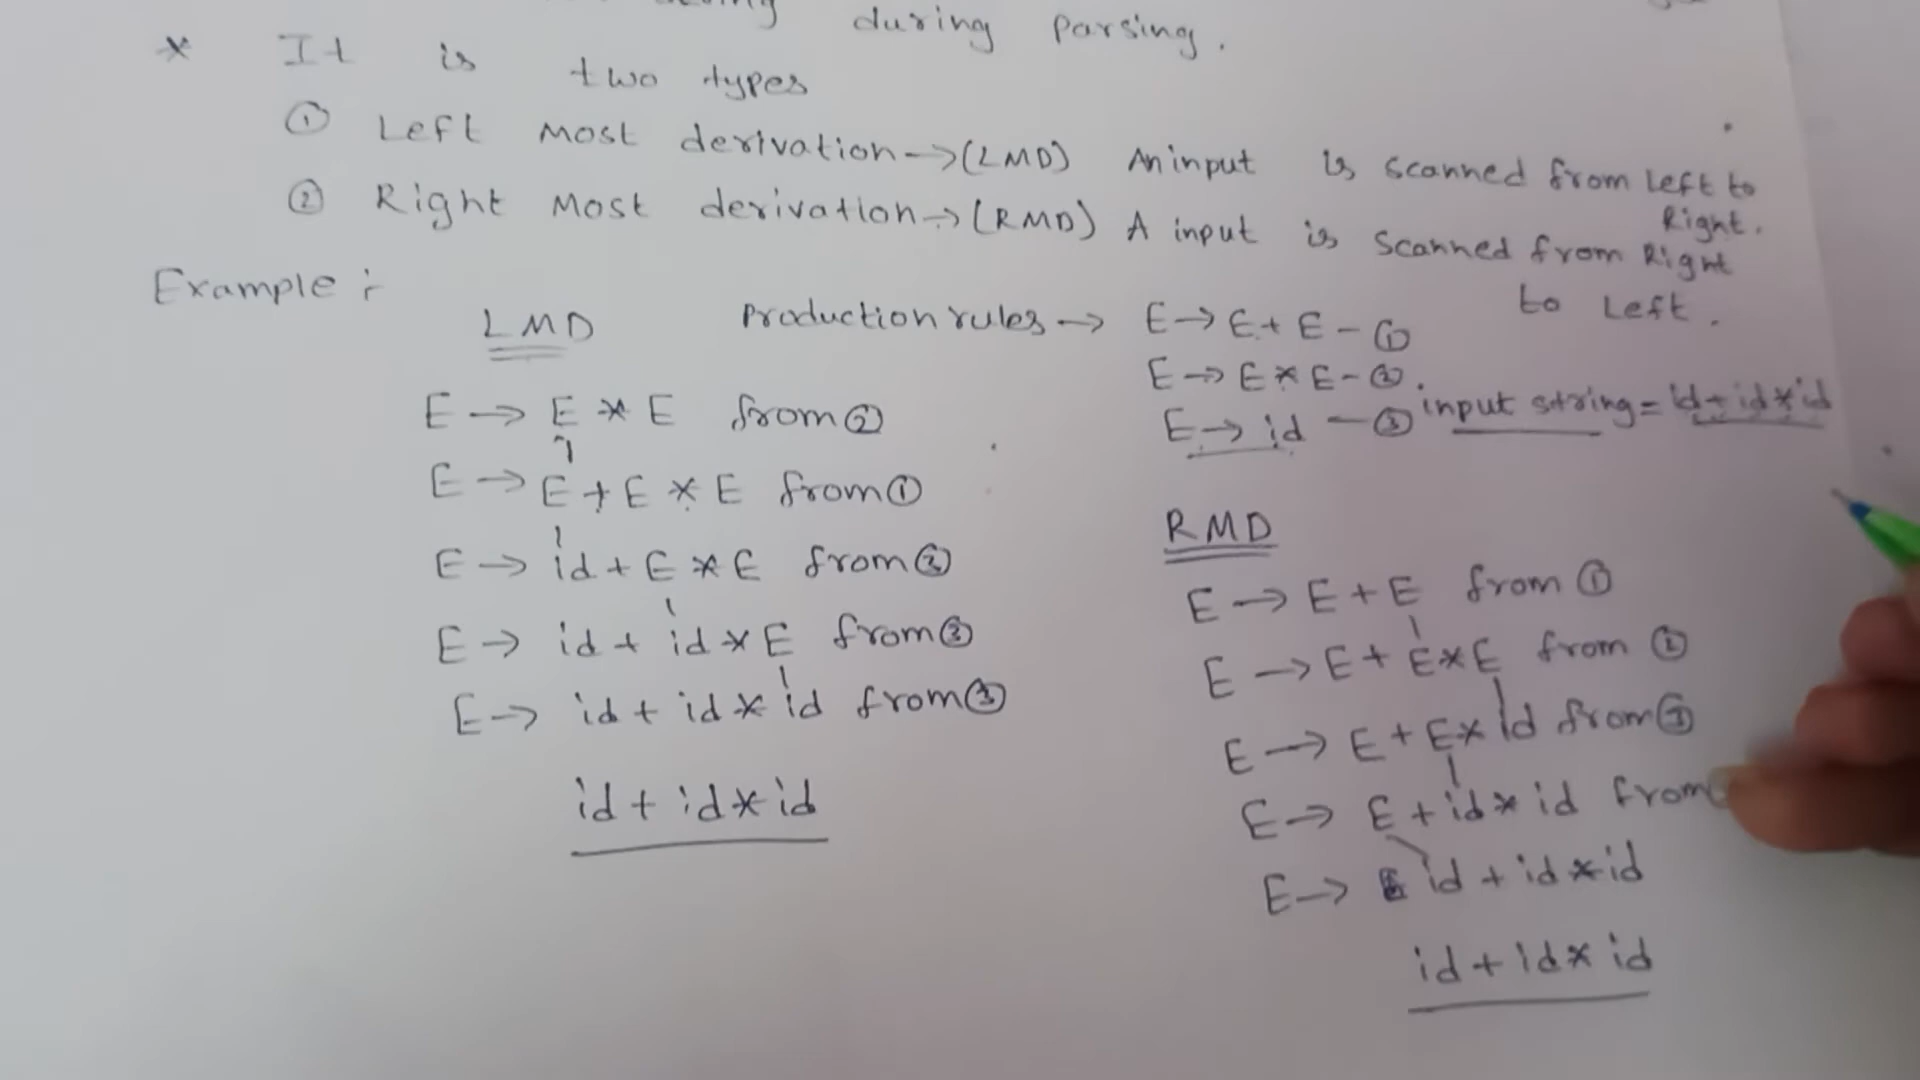 during parsing.
* It is two types
① Left Most derivation → (LMD) An input is scanned from Left to Right.
② Right Most derivation → (RMD) A input is scanned from Right to Left.
Example :-
LMD
Production rules → E → E + E - ①
E → E * E - ②.
E → id - ③ input string = id + id * id
E → E * E from ②
E → E + E * E from ①
E → id + E * E from ③
E → id + id * E from ③
E → id + id * id from ③
id + id * id
RMD
E → E + E from ①
E → E + E * E from ②
E → E + E * id from ③
E → E + id * id from
E → id + id * id
id + id * id